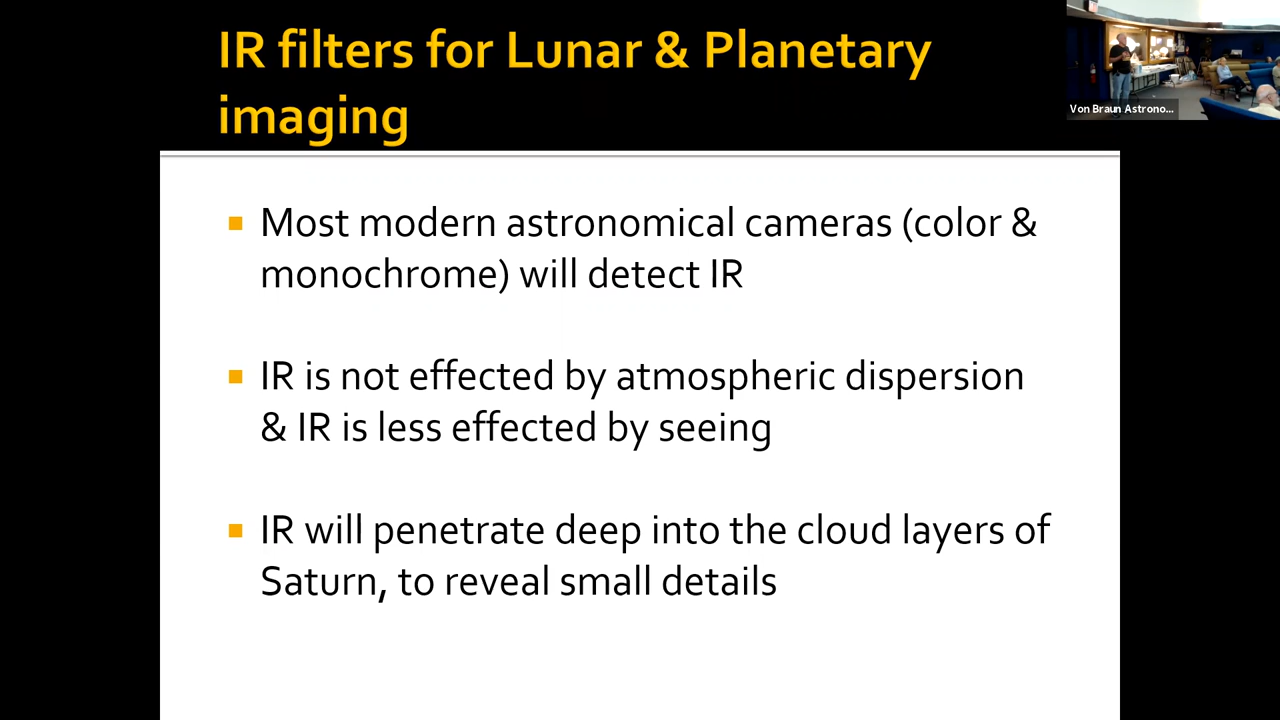 IR filters for Lunar & Planetary
imaging
Von Braun Astrono...
Most modern astronomical cameras (color &
monochrome) will detect IR
IR is not effected by atmospheric dispersion
& IR is less effected by seeing
IR will penetrate deep into the cloud layers of
Saturn, to reveal small details